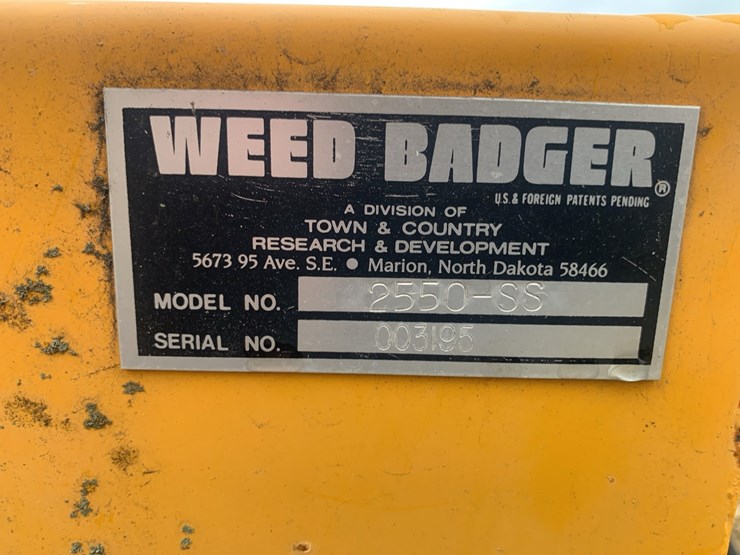 WEED BADGER®
U.S. & FOREIGN PATENTS PENDING
A DIVISION OF
TOWN & COUNTRY
RESEARCH & DEVELOPMENT
5673 95 Ave. S.E. ● Marion, North Dakota 58466
MODEL NO. 2550-SS
SERIAL NO. 003195